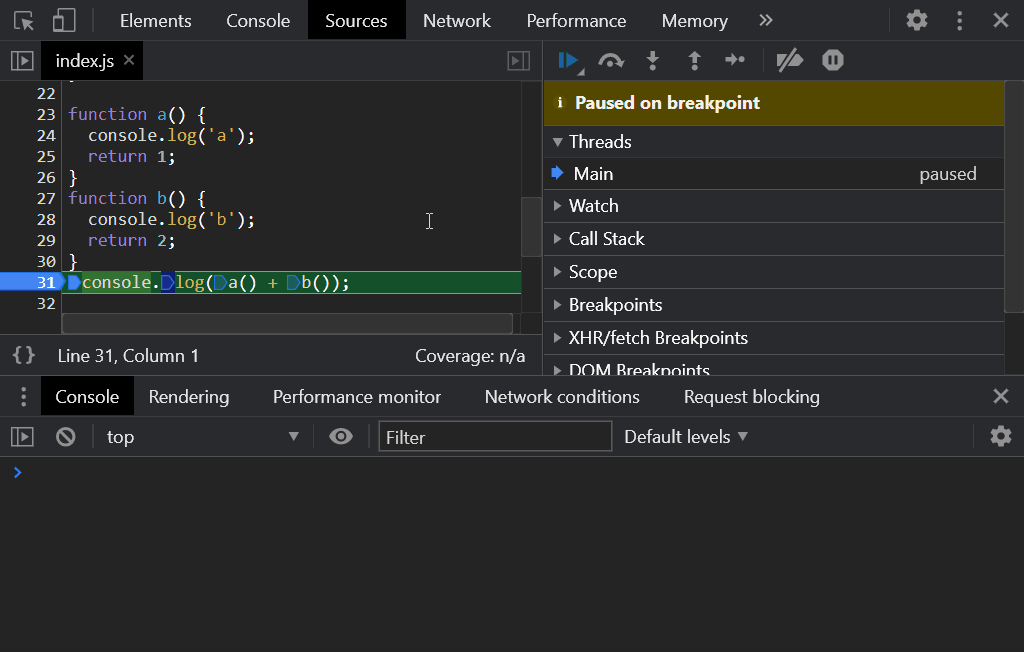 Elements Console Sources Network Performance Memory
index.js
Paused on breakpoint
Threads
Main paused
Watch
Call Stack
Scope
Breakpoints
XHR/fetch Breakpoints
DOM Breakpoints
22
23 function a() {
24 console.log('a');
25 return 1;
26 }
27 function b() {
28 console.log('b');
29 return 2;
30 }
31 console.log(a() + b());
32
{} Line 31, Column 1 Coverage: n/a
Console Rendering Performance monitor Network conditions Request blocking
top Filter Default levels